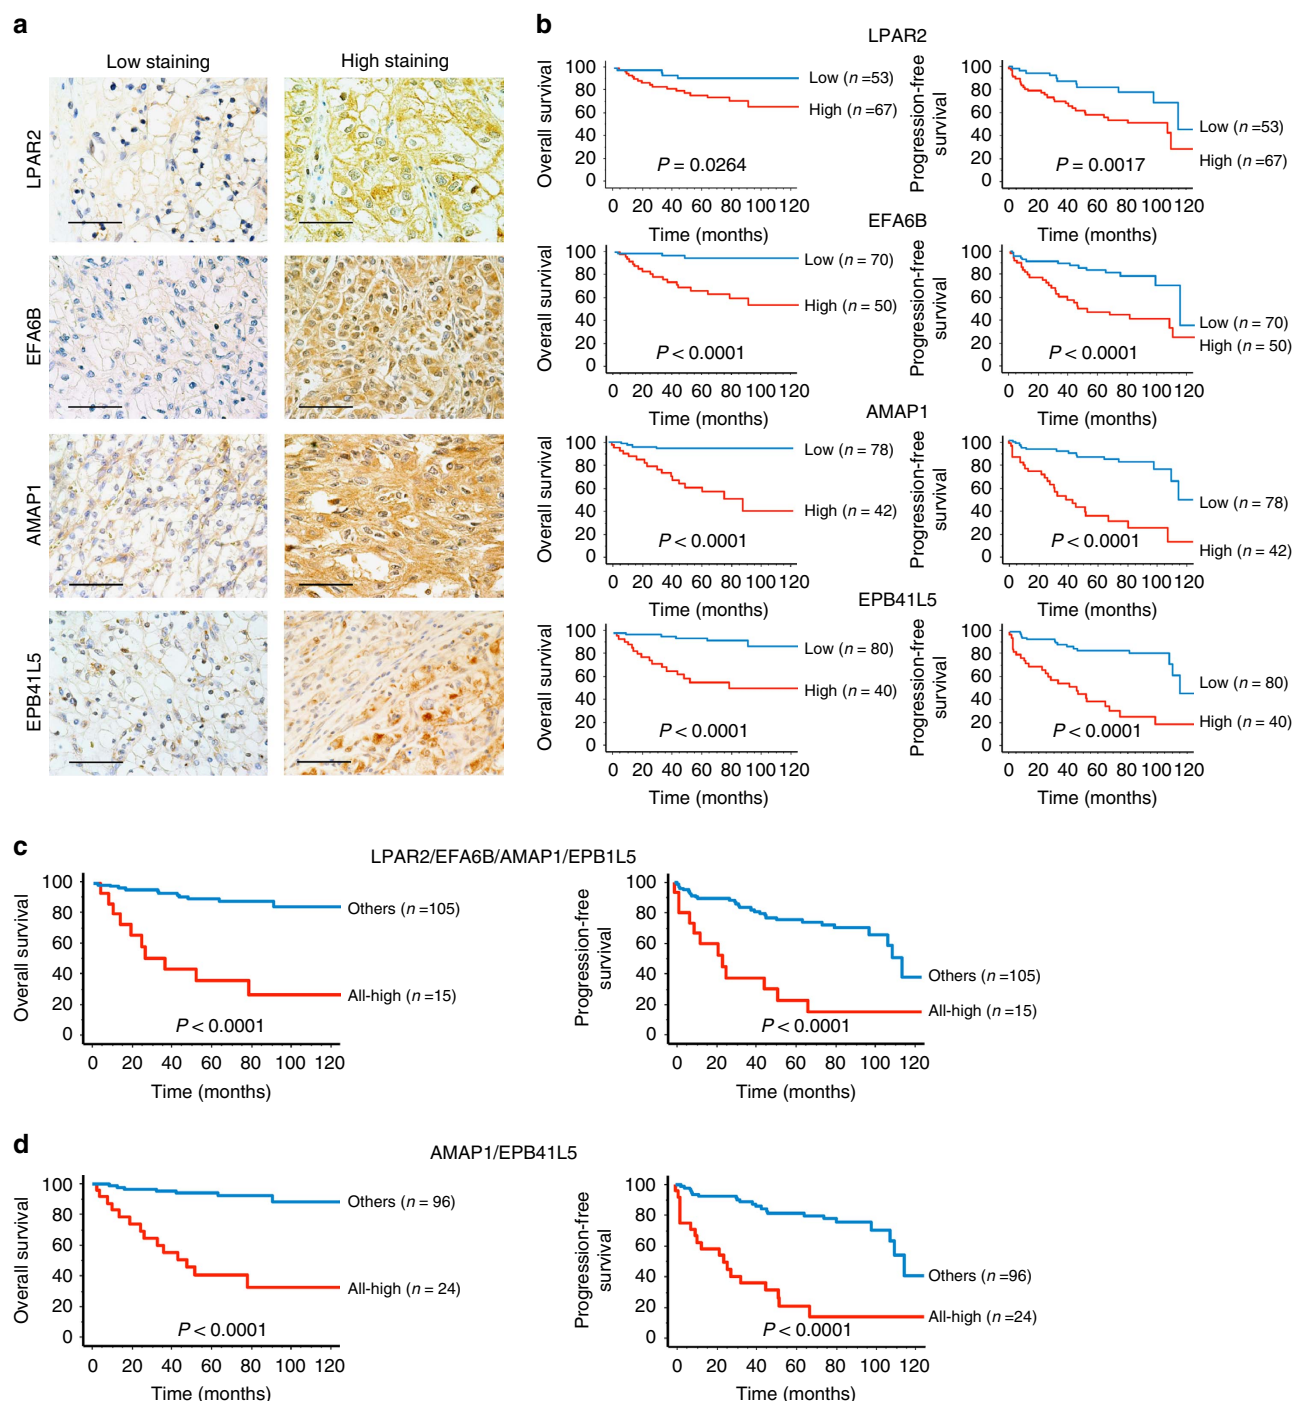 a
Low staining
High staining
LPAR2
EFA6B
AMAP1
EPB41L5
b
LPAR2
Overall survival
100
80
60
40
20
0
Low (n =53)
High (n =67)
P = 0.0264
0 20 40 60 80 100 120
Time (months)
Progression-free
survival
100
80
60
40
20
0
Low (n =53)
High (n =67)
P = 0.0017
0 20 40 60 80 100 120
Time (months)
EFA6B
Overall survival
100
80
60
40
20
0
Low (n = 70)
High (n = 50)
P < 0.0001
0 20 40 60 80 100 120
Time (months)
Progression-free
survival
100
80
60
40
20
0
Low (n = 70)
High (n = 50)
P < 0.0001
0 20 40 60 80 100 120
Time (months)
AMAP1
Overall survival
100
80
60
40
20
0
Low (n = 78)
High (n = 42)
P < 0.0001
0 20 40 60 80 100 120
Time (months)
Progression-free
survival
100
80
60
40
20
0
Low (n = 78)
High (n = 42)
P < 0.0001
0 20 40 60 80 100 120
Time (months)
EPB41L5
Overall survival
100
80
60
40
20
0
Low (n = 80)
High (n = 40)
P < 0.0001
0 20 40 60 80 100 120
Time (months)
Progression-free
survival
100
80
60
40
20
0
Low (n = 80)
High (n = 40)
P < 0.0001
0 20 40 60 80 100 120
Time (months)
c
LPAR2/EFA6B/AMAP1/EPB1L5
Overall survival
100
80
60
40
20
0
Others (n =105)
All-high (n =15)
P < 0.0001
0 20 40 60 80 100 120
Time (months)
Progression-free
survival
100
80
60
40
20
0
Others (n =105)
All-high (n =15)
P < 0.0001
0 20 40 60 80 100 120
Time (months)
d
AMAP1/EPB41L5
Overall survival
100
80
60
40
20
0
Others (n = 96)
All-high (n = 24)
P < 0.0001
0 20 40 60 80 100 120
Time (months)
Progression-free
survival
100
80
60
40
20
0
Others (n =96)
All-high (n =24)
P < 0.0001
0 20 40 60 80 100 120
Time (months)